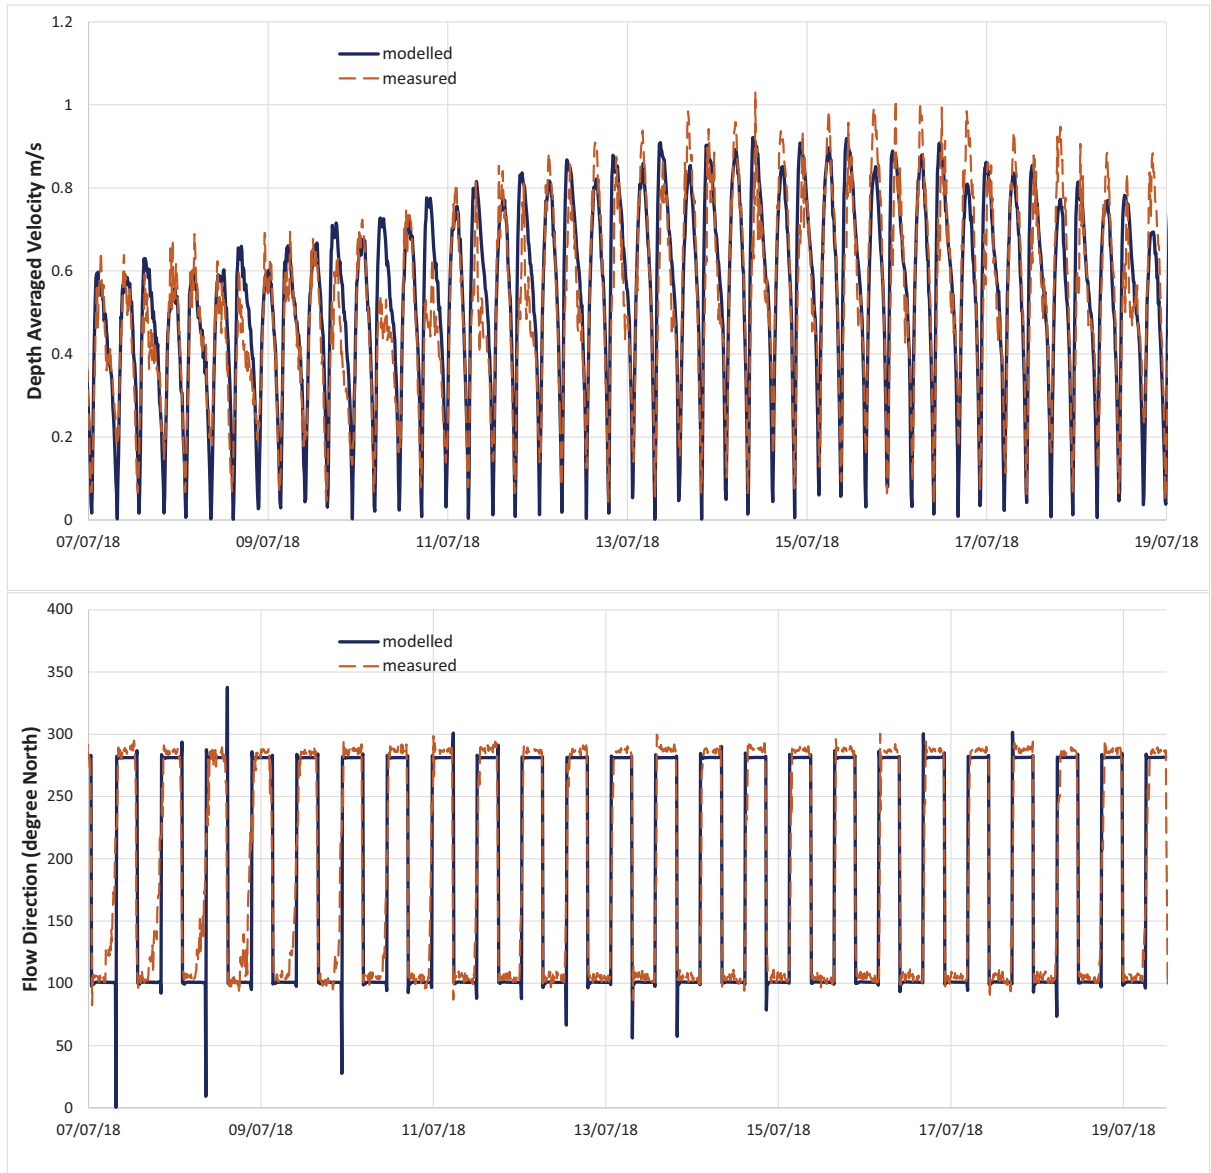 Depth Averaged Velocity m/s
1.2
1
0.8
0.6
0.4
0.2
0
modelled
measured
07/07/18 09/07/18 11/07/18 13/07/18 15/07/18 17/07/18 19/07/18
Flow Direction (degree North)
400
350
300
250
200
150
100
50
0
modelled
measured
07/07/18 09/07/18 11/07/18 13/07/18 15/07/18 17/07/18 19/07/18